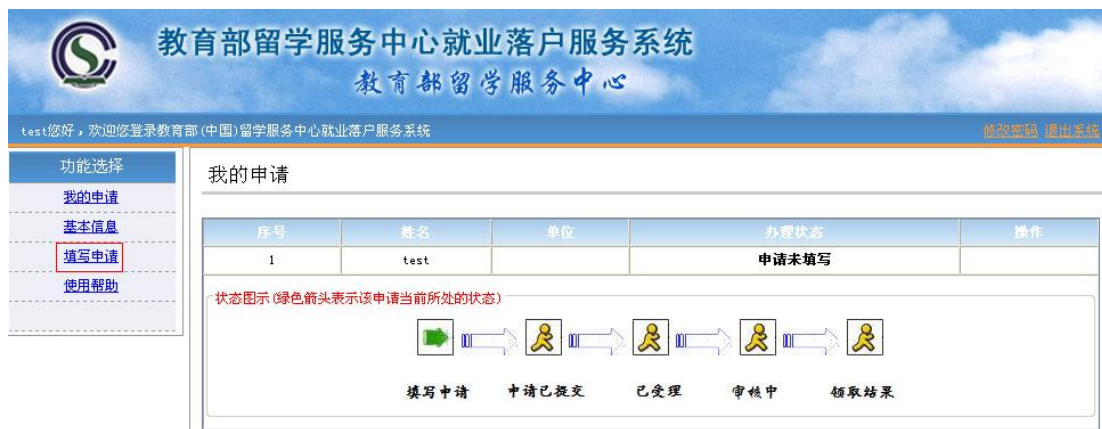 教育部留学服务中心就业落户服务系统
教育部留学服务中心
test您好，欢迎您登录教育部(中国)留学服务中心就业落户服务系统 修改密码 退出系统
功能选择
我的申请
基本信息
填写申请
使用帮助
我的申请
序号 姓名 单位 办理状态 操作
1 test 申请未填写
状态图示(绿色箭头表示该申请当前所处的状态)
填写申请 申请已提交 已受理 审核中 领取结果